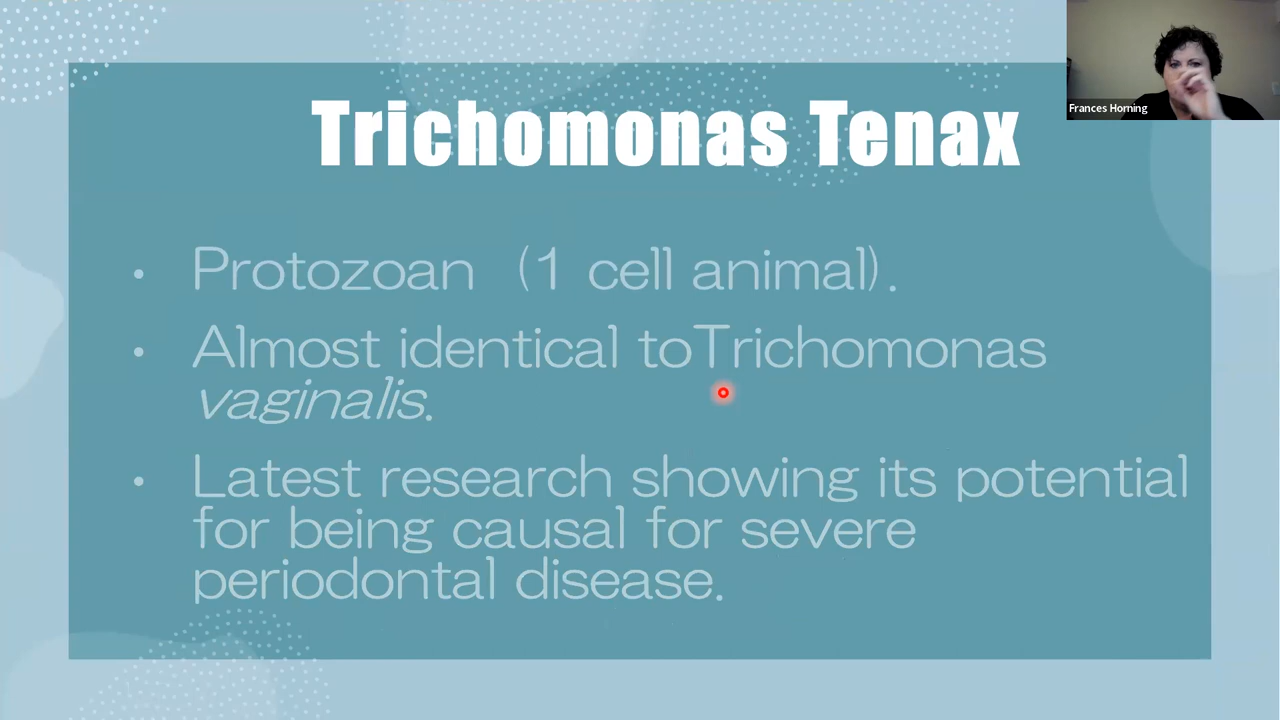 Trichomonas Tenax
Frances Horning
• Protozoan (1 cell animal).
• Almost identical toTrichomonas
vaginalis.
• Latest research showing its potential
for being causal for severe
periodontal disease.